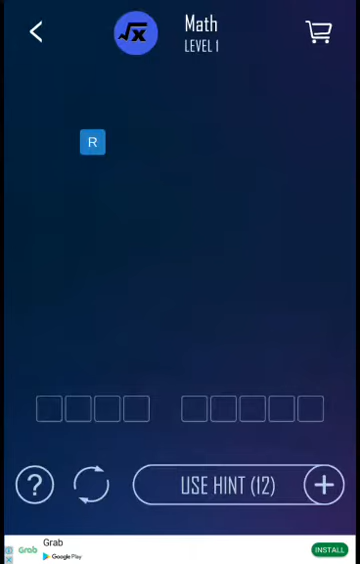 √x
Math
LEVEL 1
R
?
USE HINT (12)
+
Grab
Grab
Google Play
INSTALL